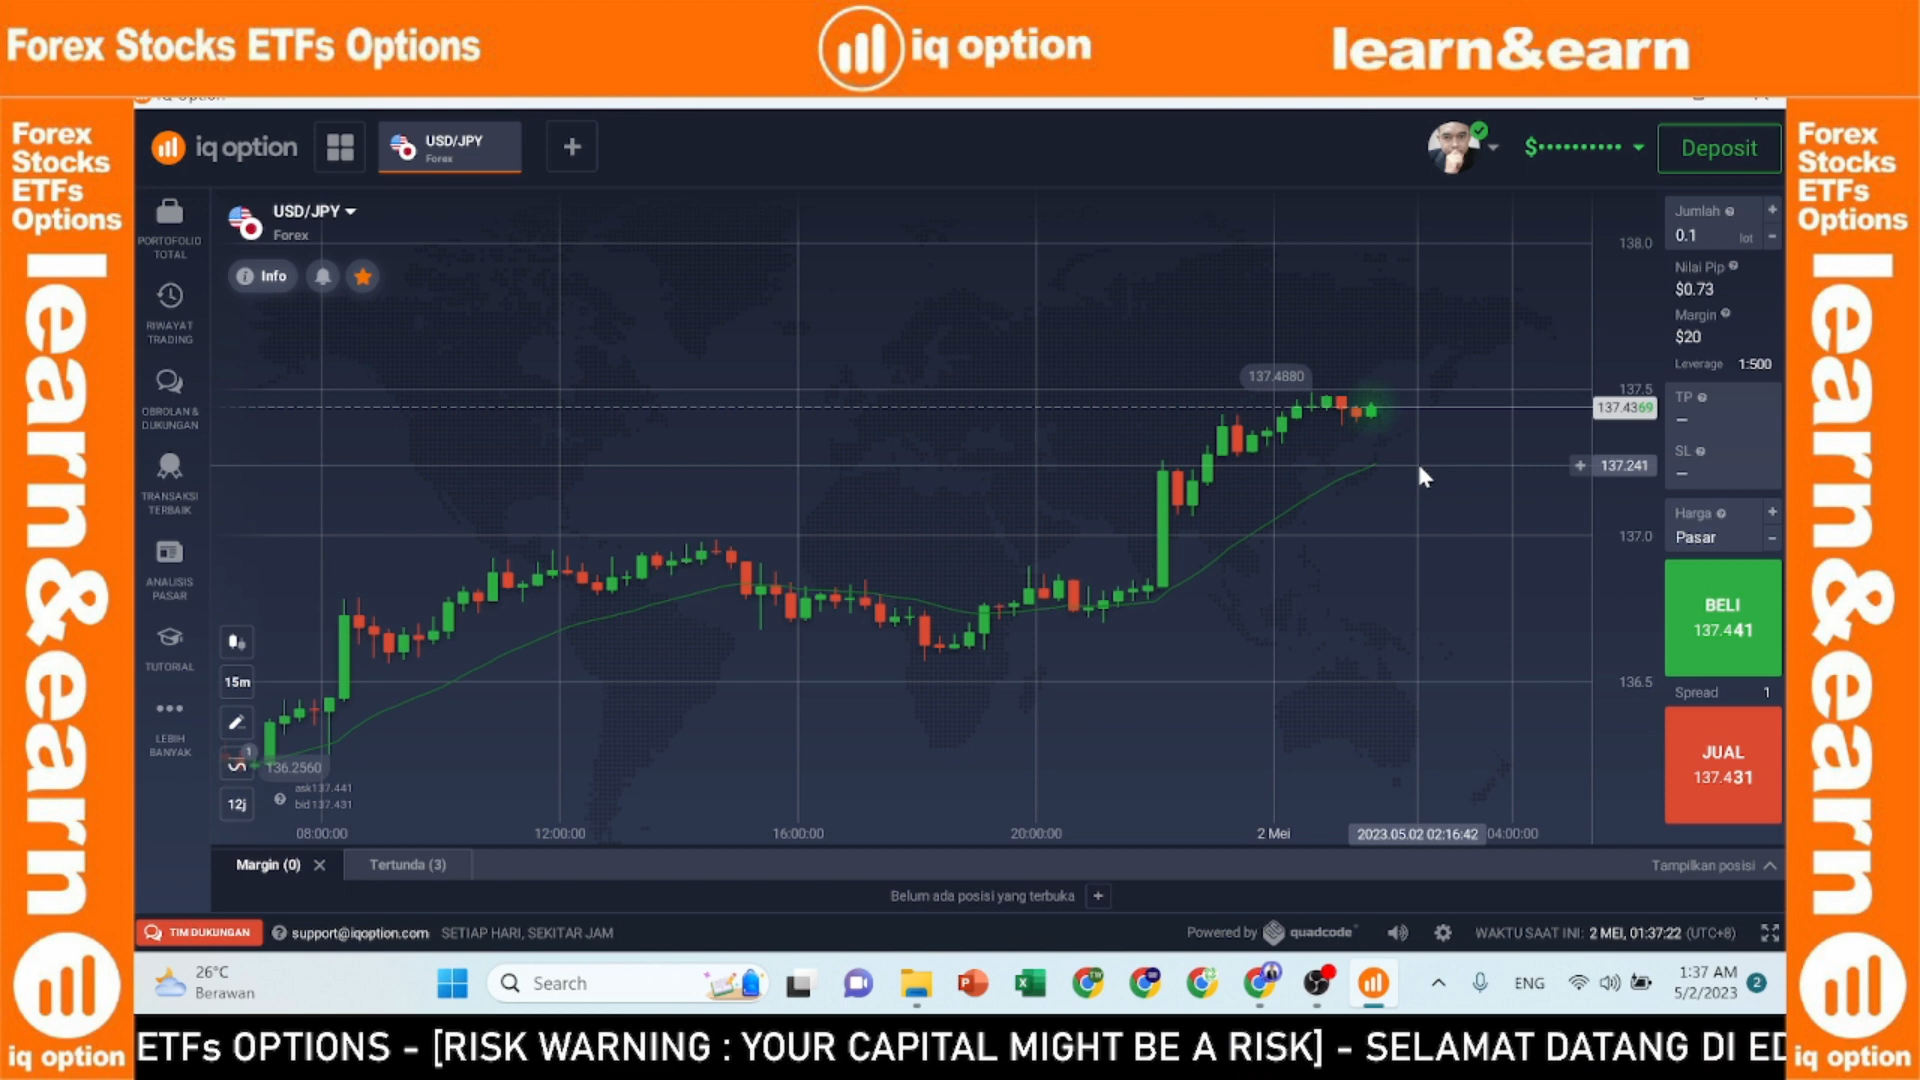 Forex Stocks ETFs Options
iq option
learn&earn
Forex
Stocks
ETFs
Options
learn&earn
iq option
iq option
USD/JPY
Forex
$
Deposit
PORTOFOLIO
TOTAL
RIWAYAT
TRADING
OBROLAN &
DUKUNGAN
TRANSAKSI
TERBAIK
ANALISIS
PASAR
TUTORIAL
LEBIH
BANYAK
USD/JPY
Forex
Info
15m
1
12j
136.2560
ask137.441
bid 137.431
137.4880
138.0
137.5
137.4369
137.241
137.0
136.5
08:00:00
12:00:00
16:00:00
20:00:00
2 Mei
2023.05.02 02:16:42
04:00:00
Jumlah
0.1 lot
Nilai Pip
$0.73
Margin
$20
Leverage 1:500
TP
–
SL
–
Harga
Pasar
BELI
137.441
Spread 1
JUAL
137.431
Margin (0)
Tertunda (3)
Tampilkan posisi
Belum ada posisi yang terbuka
TIM DUKUNGAN
support@iqoption.com
SETIAP HARI, SEKITAR JAM
Powered by quadcode
WAKTU SAAT INI: 2 MEI, 01:37:22 (UTC+8)
26°C
Berawan
Search
ENG
1:37 AM
5/2/2023
2
ETFs OPTIONS - [RISK WARNING : YOUR CAPITAL MIGHT BE A RISK] - SELAMAT DATANG DI ED
Forex
Stocks
ETFs
Options
learn&earn
iq option